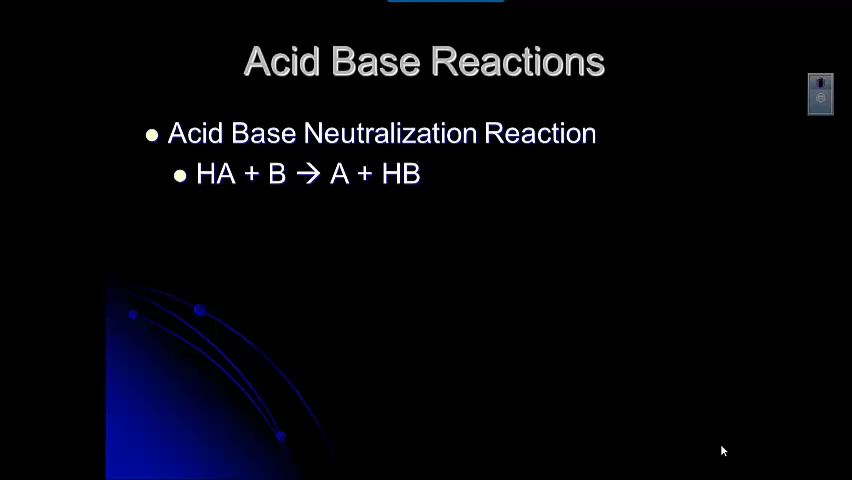 Acid Base Reactions
Acid Base Neutralization Reaction
HA + B → A + HB